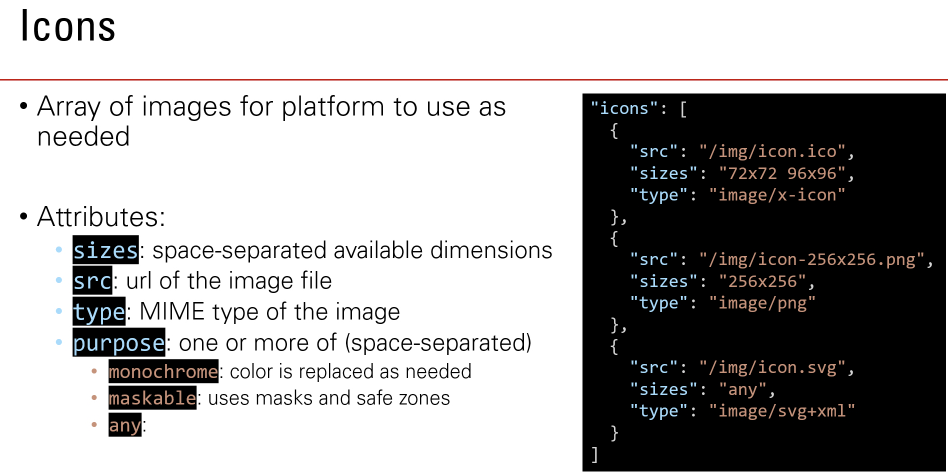 Icons
• Array of images for platform to use as
needed
• Attributes:
• sizes: space-separated available dimensions
• src: url of the image file
• type: MIME type of the image
• purpose: one or more of (space-separated)
• monochrome: color is replaced as needed
• maskable: uses masks and safe zones
• any:
"icons": [
{
"src": "/img/icon.ico",
"sizes": "72x72 96x96",
"type": "image/x-icon"
},
{
"src": "/img/icon-256x256.png",
"sizes": "256x256",
"type": "image/png"
},
{
"src": "/img/icon.svg",
"sizes": "any",
"type": "image/svg+xml"
}
]